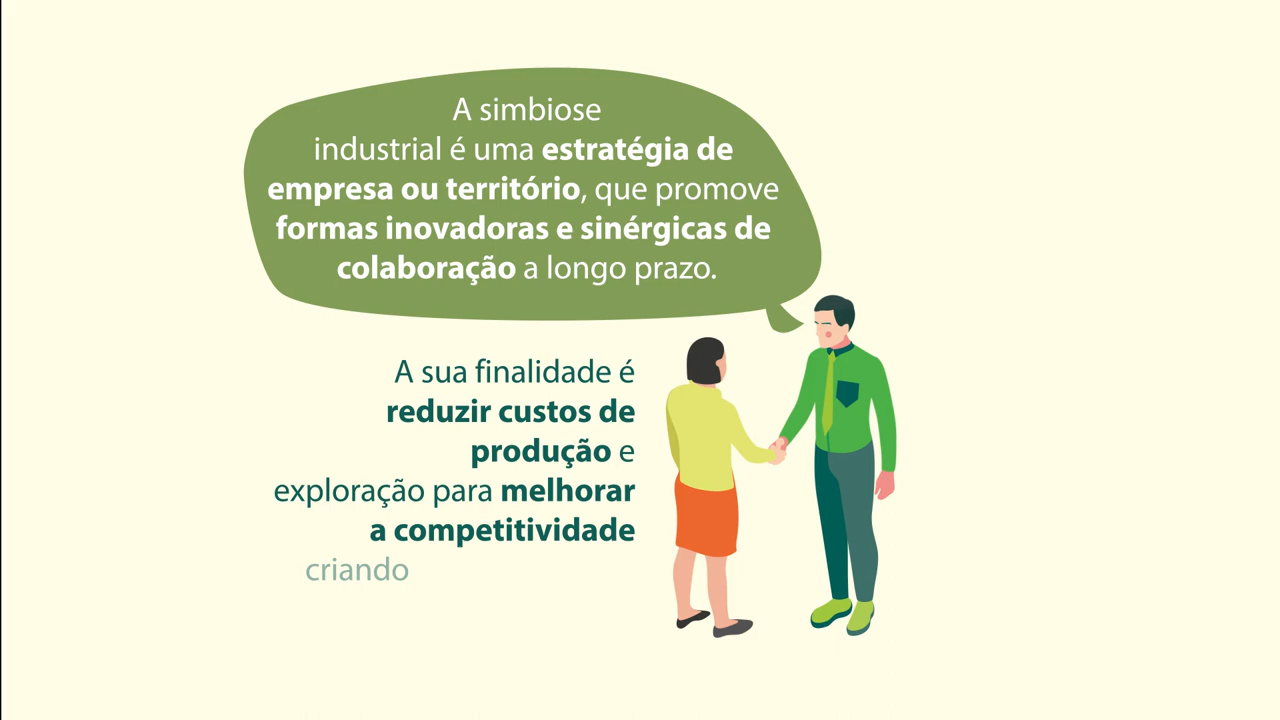 A simbiose
industrial é uma estratégia de
empresa ou território, que promove
formas inovadoras e sinérgicas de
colaboração a longo prazo.
A sua finalidade é
reduzir custos de
produção e
exploração para melhorar
a competitividade
criando